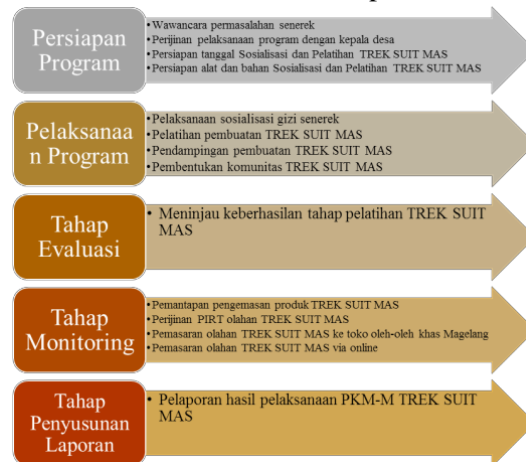 Persiapan
Program
•Wawancara permasalahan senerek
•Perijinan pelaksanaan program dengan kepala desa
•Persiapan tanggal Sosialisasi dan Pelatihan TREK SUIT MAS
•Persiapan alat dan bahan Sosialisasi dan Pelatihan TREK SUIT MAS
Pelaksanaa
n Program
•Pelaksanaan sosialisasi gizi senerek
•Pelatihan pembuatan TREK SUIT MAS
•Pendampingan pembuatan TREK SUIT MAS
•Pembentukan komunitas TREK SUIT MAS
Tahap
Evaluasi
• Meninjau keberhasilan tahap pelatihan TREK SUIT
MAS
Tahap
Monitoring
•Pemantapan pengemasan produk TREK SUIT MAS
•Perijinan PIRT olahan TREK SUIT MAS
•Pemasaran olahan TREK SUIT MAS ke toko oleh-oleh khas Magelang
•Pemasaran olahan TREK SUIT MAS via online
Tahap
Penyusunan
Laporan
• Pelaporan hasil pelaksanaan PKM-M TREK SUIT
MAS